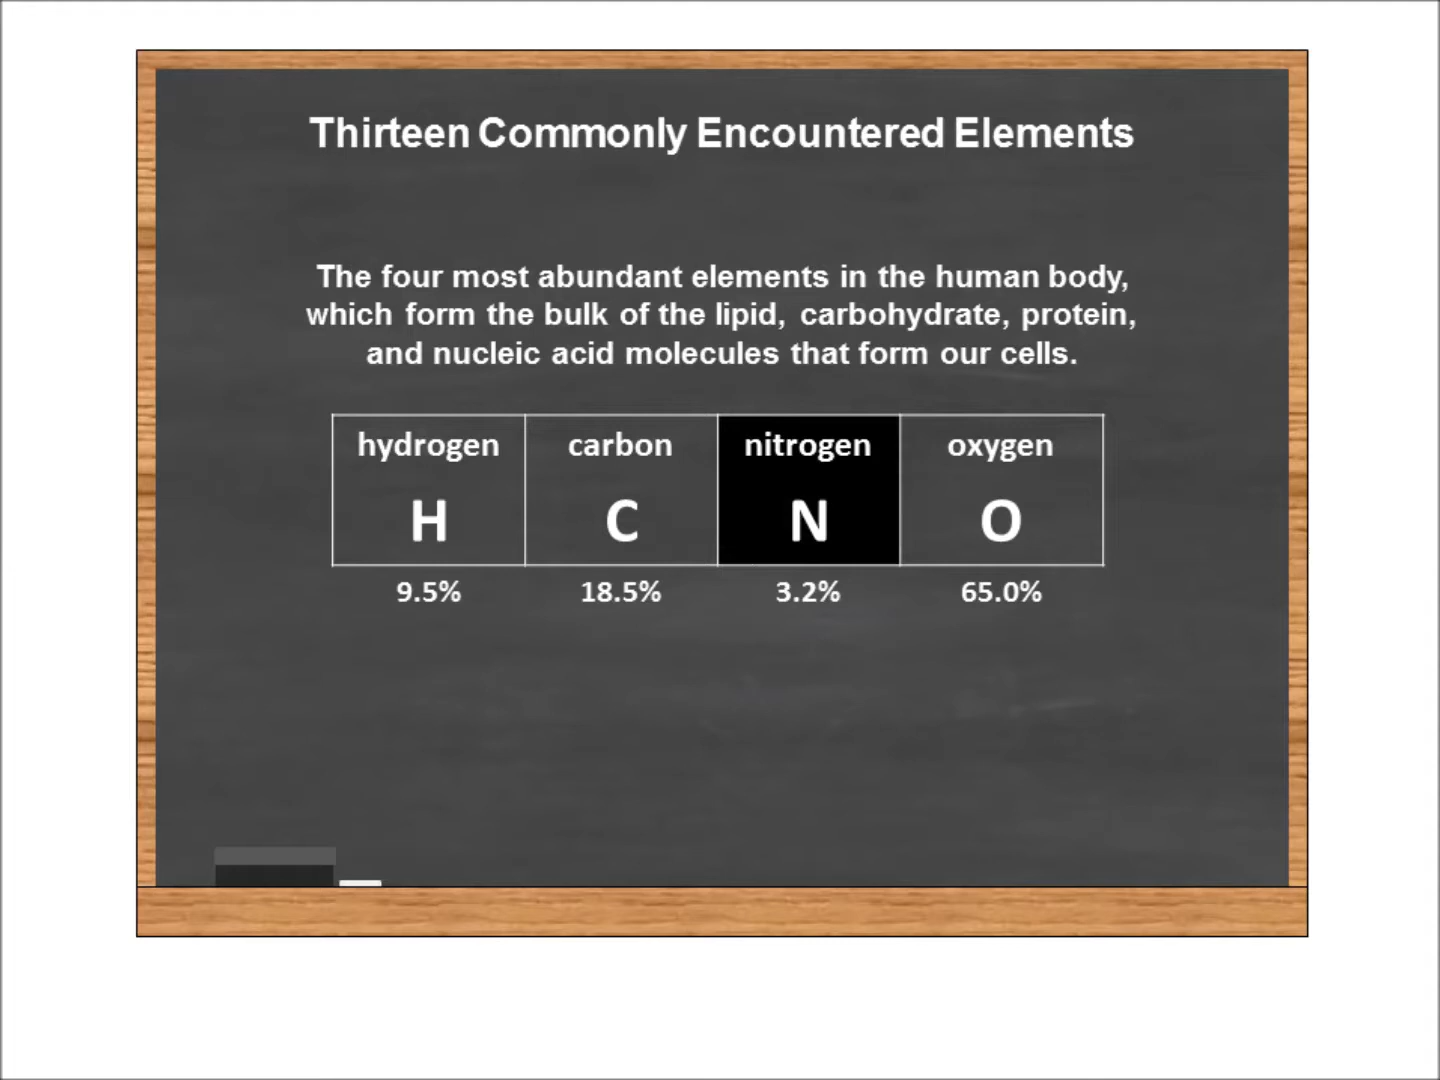 Thirteen Commonly Encountered Elements
The four most abundant elements in the human body,
which form the bulk of the lipid, carbohydrate, protein,
and nucleic acid molecules that form our cells.
hydrogen carbon nitrogen oxygen
H C N O
9.5% 18.5% 3.2% 65.0%